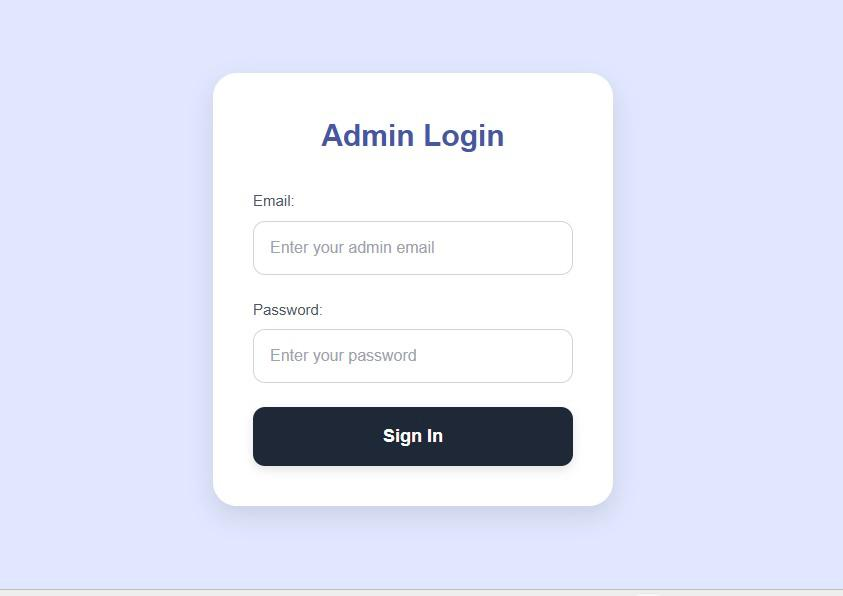 Admin Login
Email:
Enter your admin email
Password:
Enter your password
Sign In